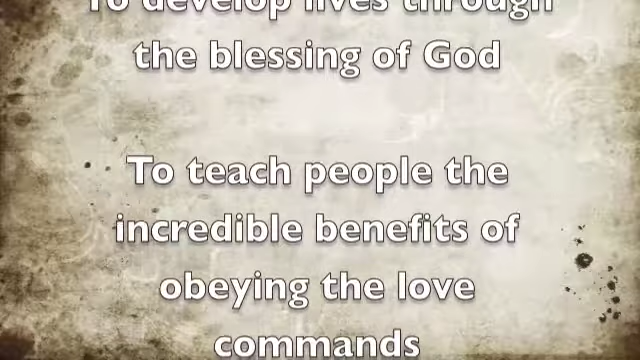 To develop lives through
the blessing of God
To teach people the
incredible benefits of
obeying the love
commands